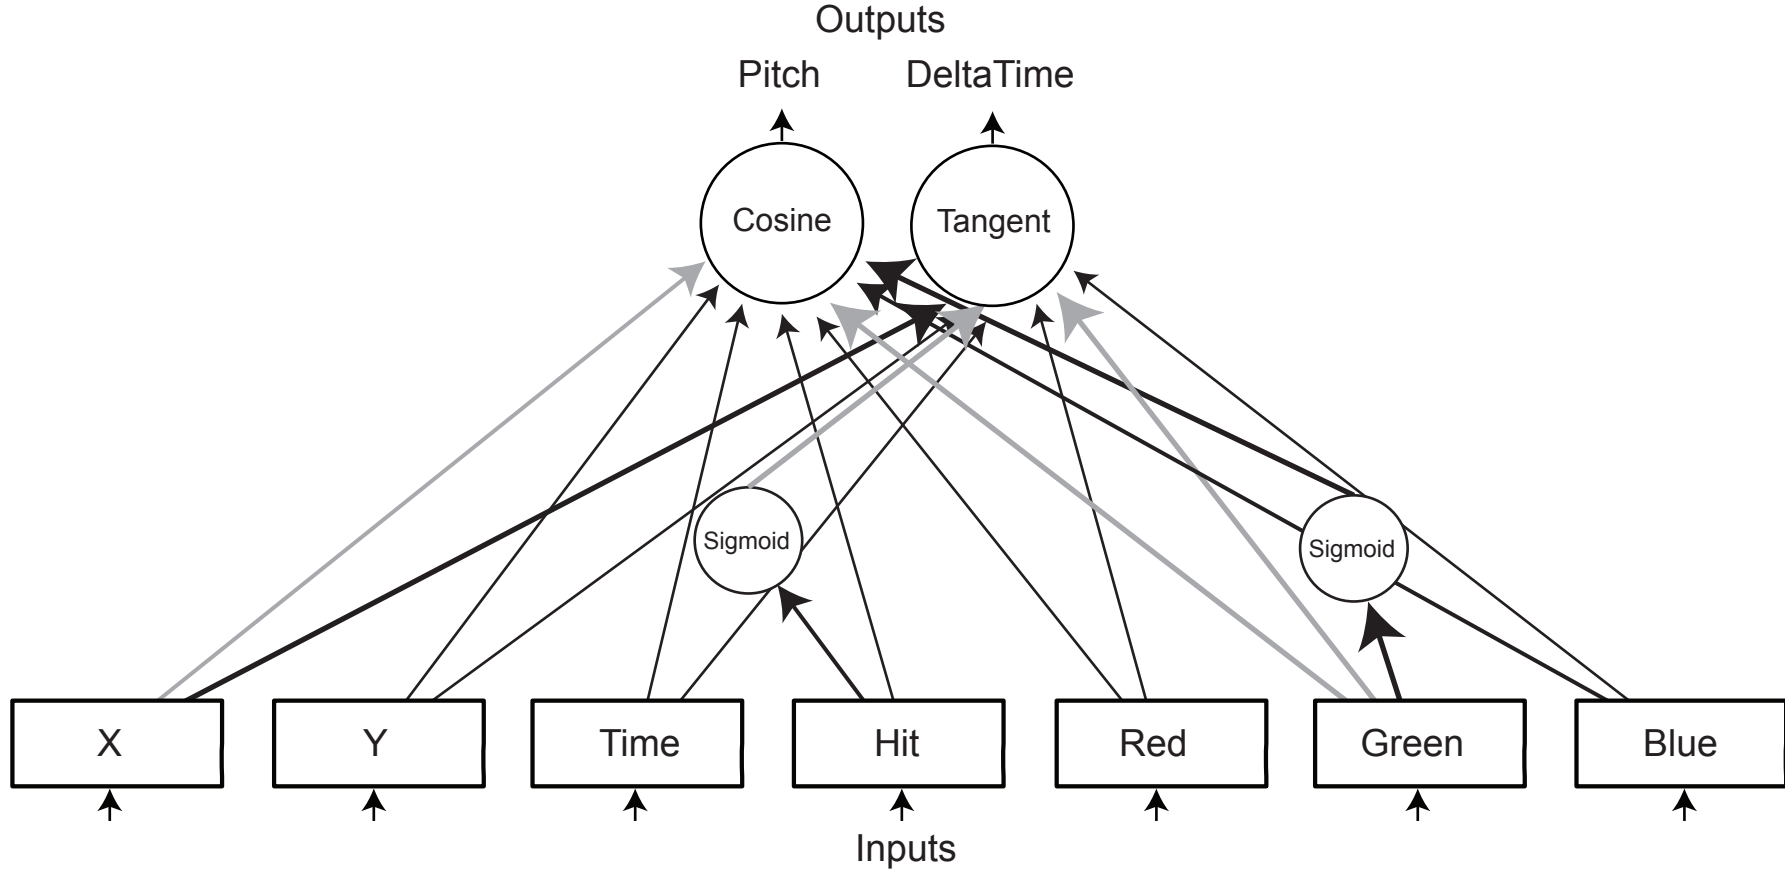 Outputs
Pitch DeltaTime
Cosine Tangent
Sigmoid Sigmoid
X Y Time Hit Red Green Blue
Inputs